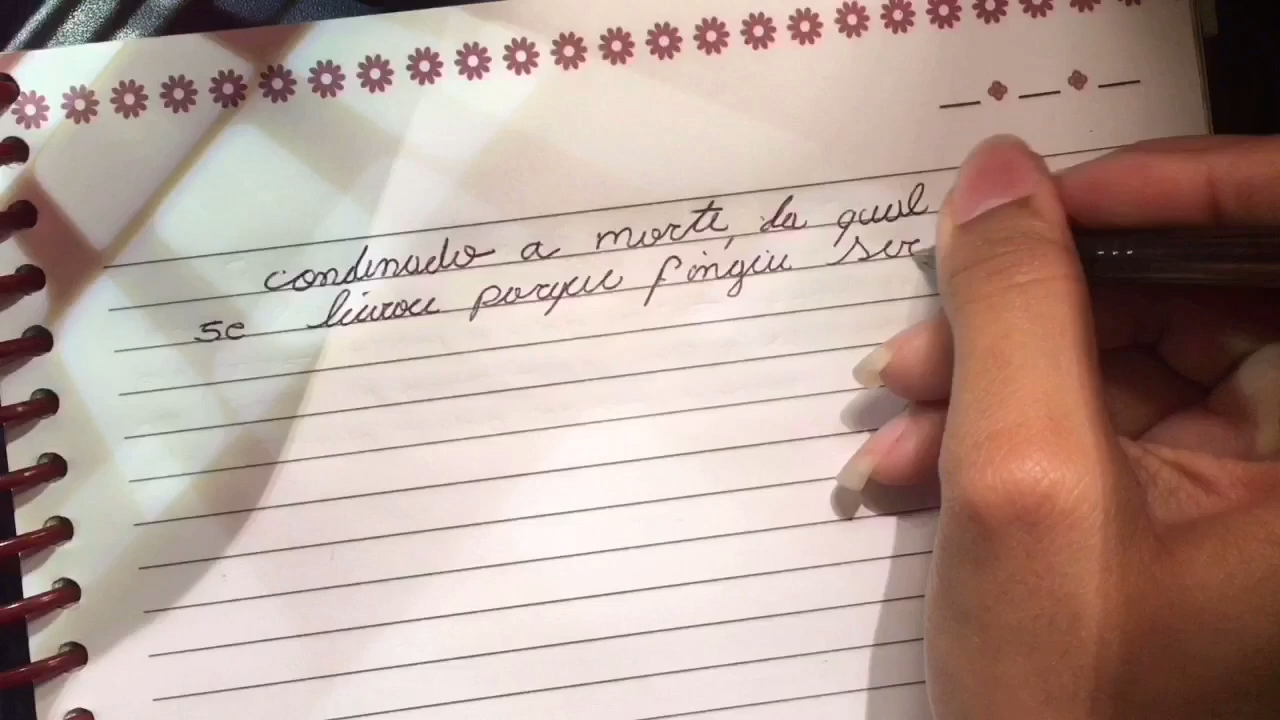 condenado a morte, da qual
se livrou porque fingiu ser